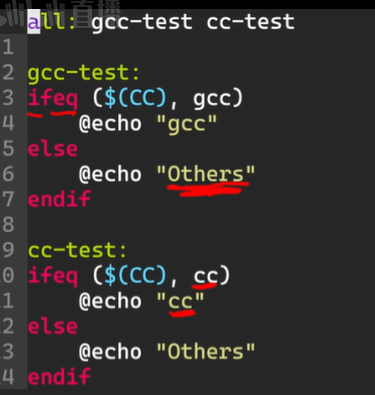 all: gcc-test cc-test
1
2 gcc-test:
3 ifeq ($(CC), gcc)
4     @echo "gcc"
5 else
6     @echo "Others"
7 endif
8
9 cc-test:
0 ifeq ($(CC), cc)
1     @echo "cc"
2 else
3     @echo "Others"
4 endif
直播